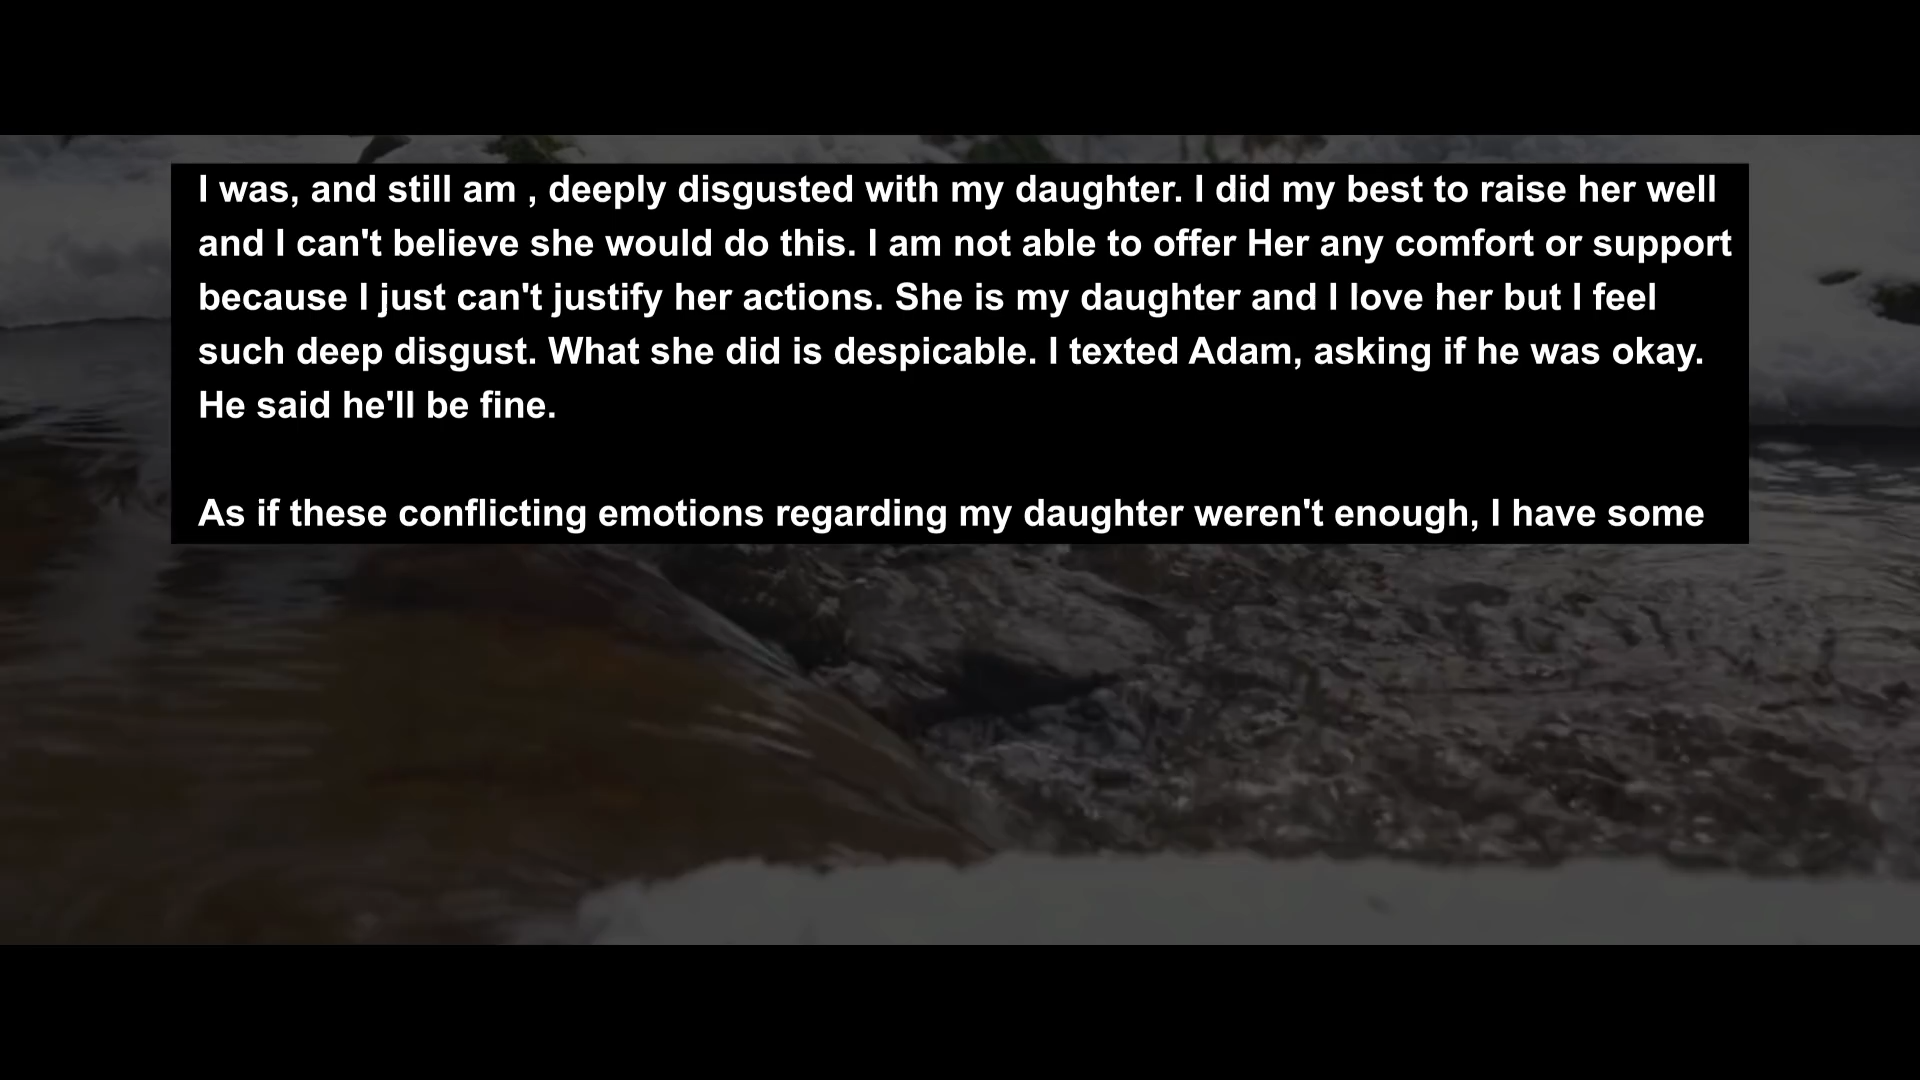 I was, and still am , deeply disgusted with my daughter. I did my best to raise her well
and I can't believe she would do this. I am not able to offer Her any comfort or support
because I just can't justify her actions. She is my daughter and I love her but I feel
such deep disgust. What she did is despicable. I texted Adam, asking if he was okay.
He said he'll be fine.
As if these conflicting emotions regarding my daughter weren't enough, I have some